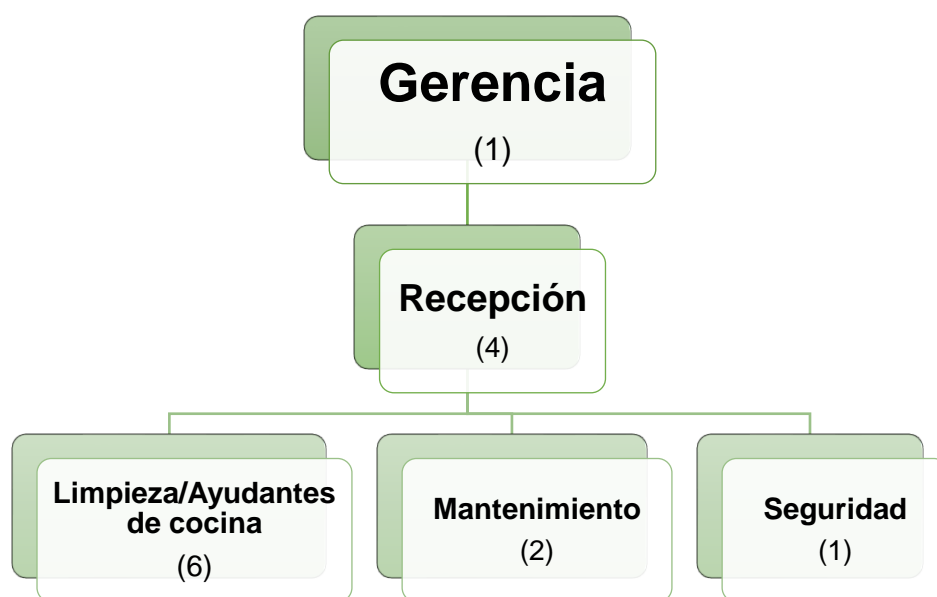 Gerencia
(1)
Recepción
(4)
Limpieza/Ayudantes
de cocina
(6)
Mantenimiento
(2)
Seguridad
(1)